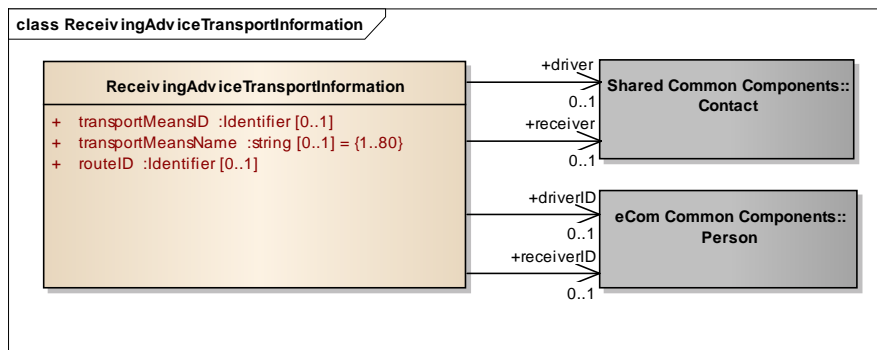 class ReceivingAdviceTransportInformation
ReceivingAdviceTransportInformation
+ transportMeansID :Identifier [0..1]
+ transportMeansName :string [0..1] = {1..80}
+ routeID :Identifier [0..1]
+driver
0..1
+receiver
0..1
Shared Common Components::
Contact
+driverID
0..1
+receiverID
0..1
eCom Common Components::
Person